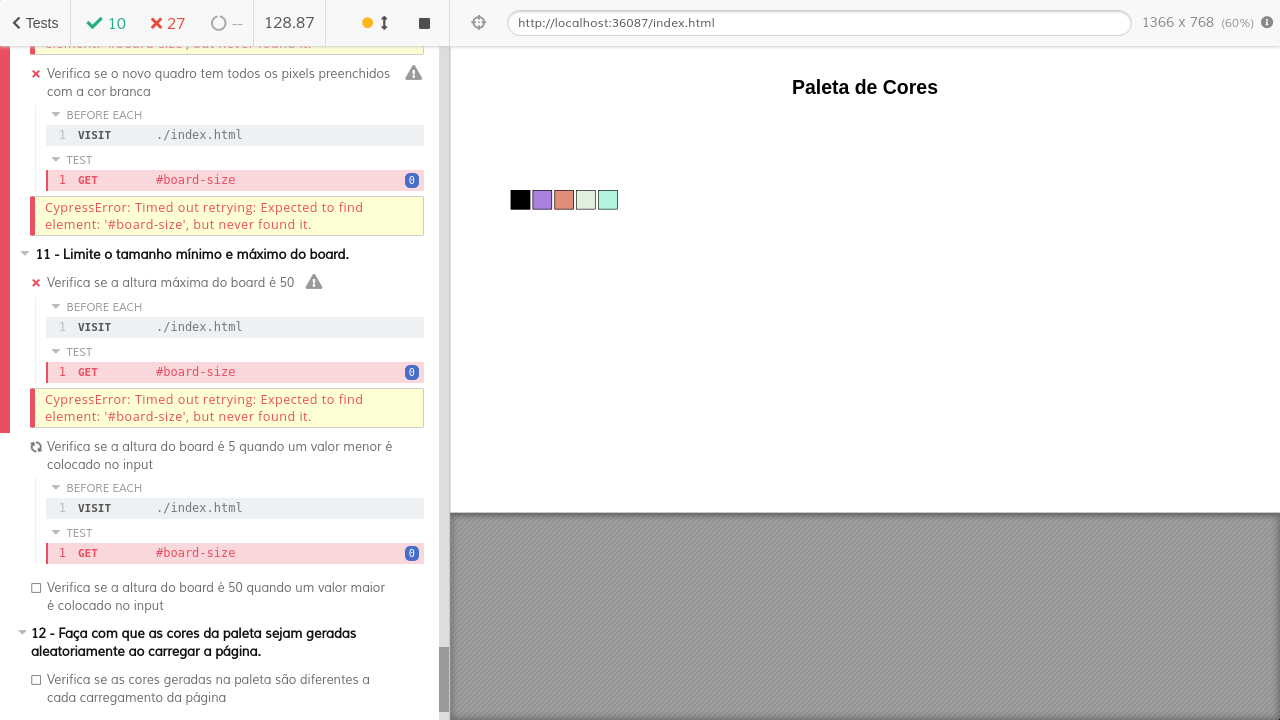 Tests
10
27
--
128.87
http://localhost:36087/index.html
1366 x 768 (60%)
element: '#board-size', but never found it.
Verifica se o novo quadro tem todos os pixels preenchidos
com a cor branca
BEFORE EACH
1 VISIT ./index.html
TEST
1 GET #board-size 0
CypressError: Timed out retrying: Expected to find
element: '#board-size', but never found it.
11 - Limite o tamanho mínimo e máximo do board.
Verifica se a altura máxima do board é 50
BEFORE EACH
1 VISIT ./index.html
TEST
1 GET #board-size 0
CypressError: Timed out retrying: Expected to find
element: '#board-size', but never found it.
Verifica se a altura do board é 5 quando um valor menor é
colocado no input
BEFORE EACH
1 VISIT ./index.html
TEST
1 GET #board-size 0
Verifica se a altura do board é 50 quando um valor maior
é colocado no input
12 - Faça com que as cores da paleta sejam geradas
aleatoriamente ao carregar a página.
Verifica se as cores geradas na paleta são diferentes a
cada carregamento da página
Paleta de Cores